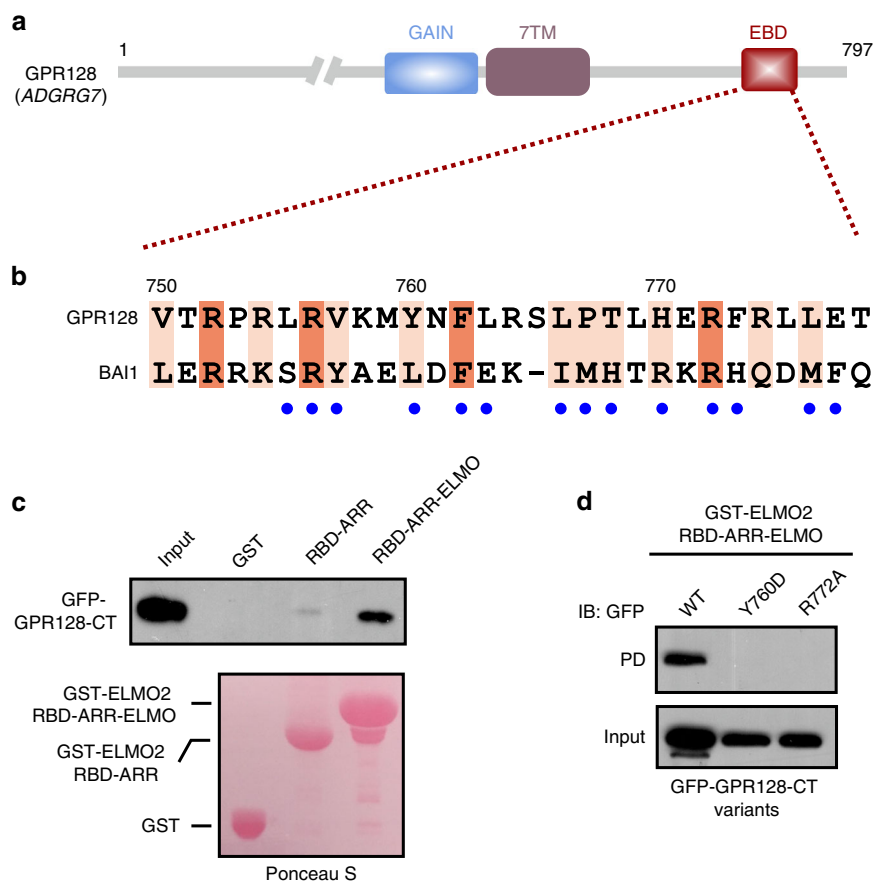 a
GAIN 7TM EBD
1 797
GPR128
(ADGRG7)
b
750 760 770
GPR128 VTRPRLRVKMYNFLRSLPTLHERFRLLET
BAI1 LERRKSRYAELDFEK-IMHTRKRHQDMFQ
c
Input GST RBD-ARR RBD-ARR-ELMO
GFP-
GPR128-CT
GST-ELMO2
RBD-ARR-ELMO
GST-ELMO2
RBD-ARR
GST
Ponceau S
d
GST-ELMO2
RBD-ARR-ELMO
IB: GFP WT Y760D R772A
PD
Input
GFP-GPR128-CT
variants